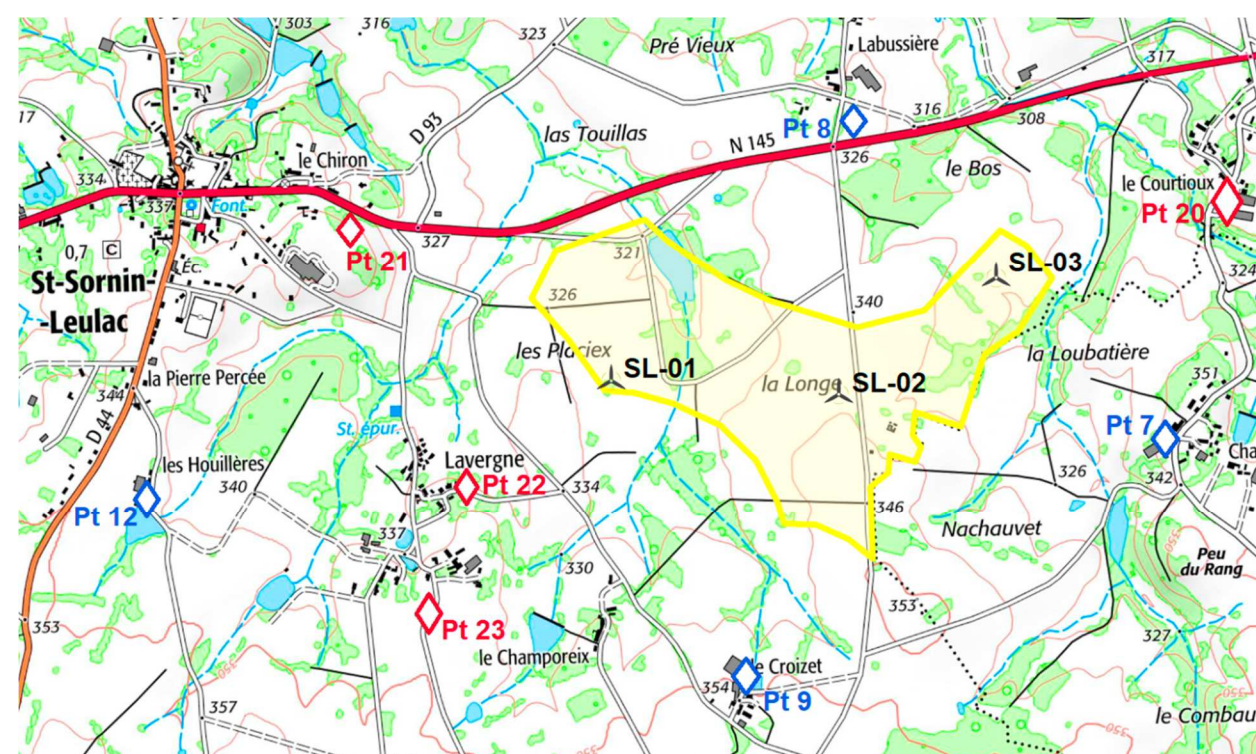 303
316
323
Pré Vieux
Labussière
317
17
D 93
las Touillas
Pt 8
316
308
N 145
326
le Chiron
le Bos
334
337
Font.
le Courtioux
Pt 20
327
Pt 21
321
0,7
C
Éc.
St-Sornin-
-Leulac
326
340
SL-03
324
les Placiex
la Loubatière
SL-01
la Longe
SL-02
la Pierre Percée
351
344
D 44
St. épur.
Pt 7
Cha
Lavergne
les Houillères
340
Pt 22
334
326
342
Pt 12
346
Nachauvet
337
330
Peu
du Rang
350
353
353
Pt 23
le Champoreix
327
350
le Croizet
354
Pt 9
357
350
350
le Combau